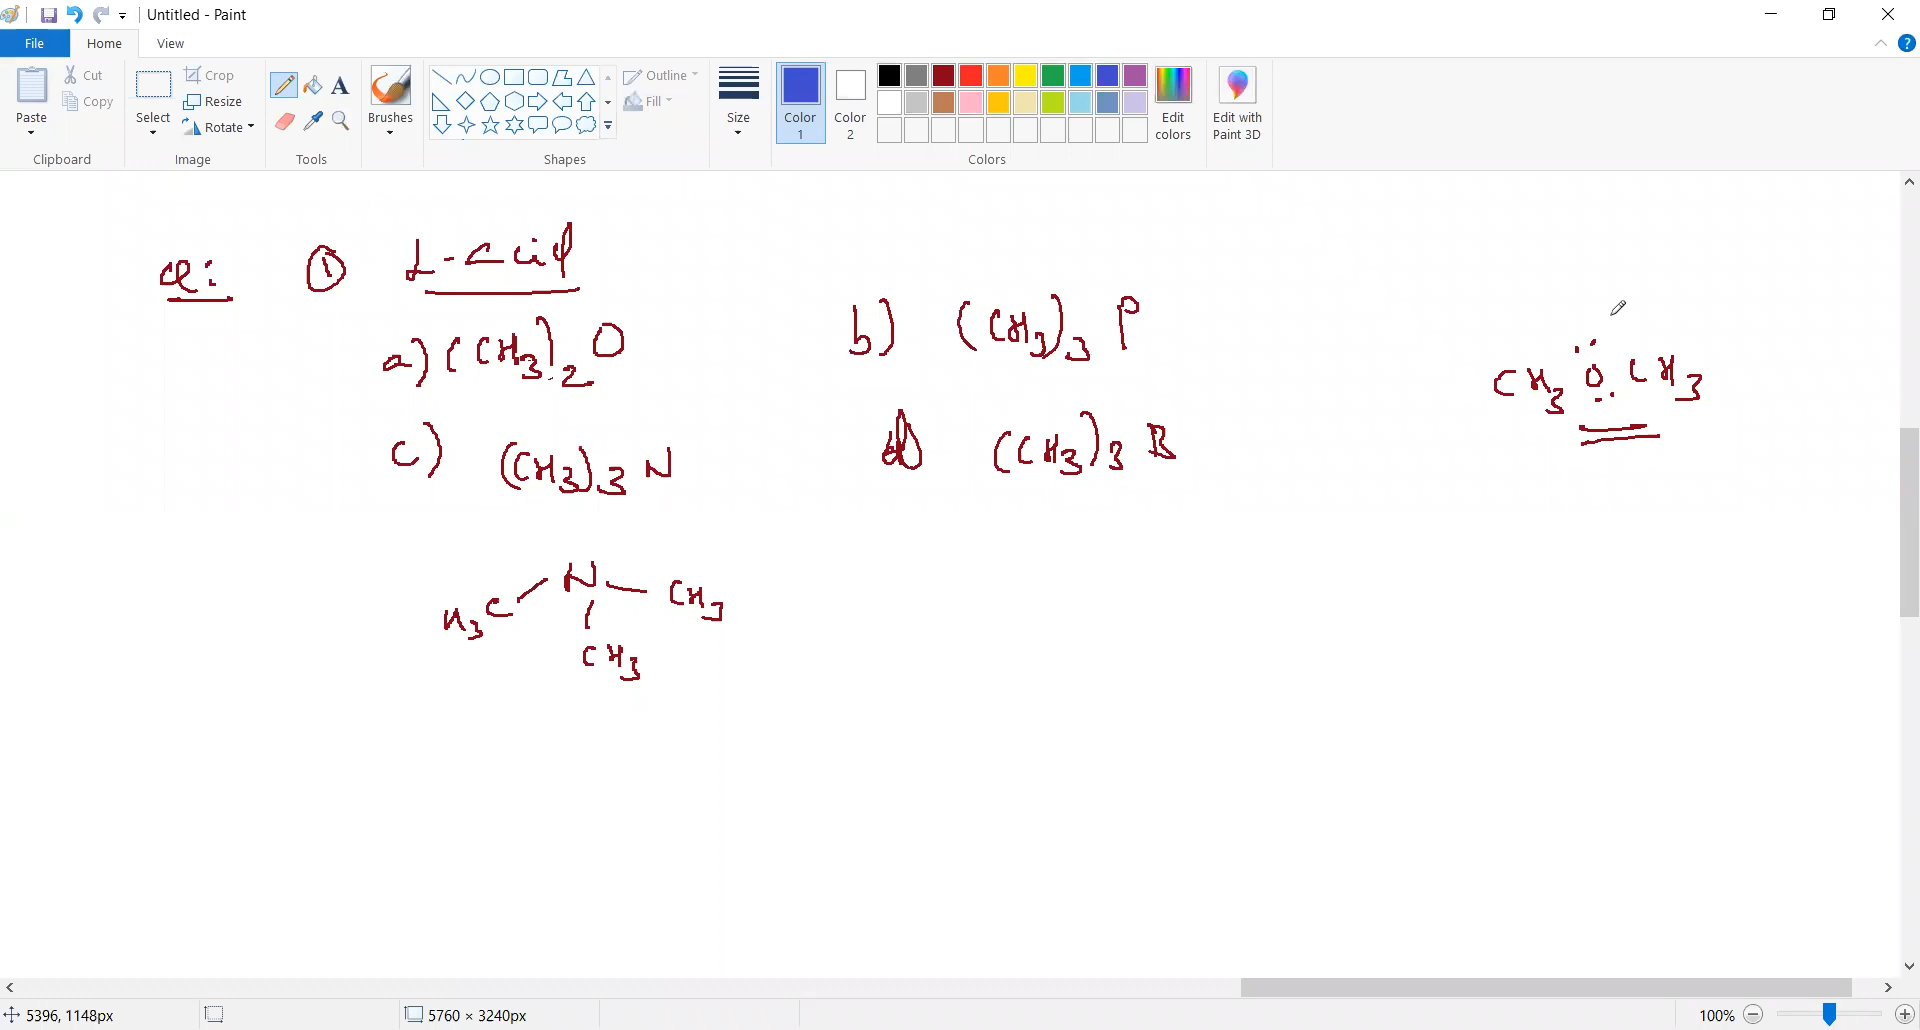 Untitled - Paint
File Home View
Paste Cut Copy Clipboard
Select Crop Resize Rotate Image
Tools
Brushes
Outline Fill Shapes
Size
Color 1 Color 2 Edit colors Colors
Edit with Paint 3D
Q: ① L-Acid
a) (CH3)2 O b) (CH3)3 P
CH3 O CH3
c) (CH3)3 N d) (CH3)3 B
H3C N CH3
CH3
5396, 1148px 5760 × 3240px 100%